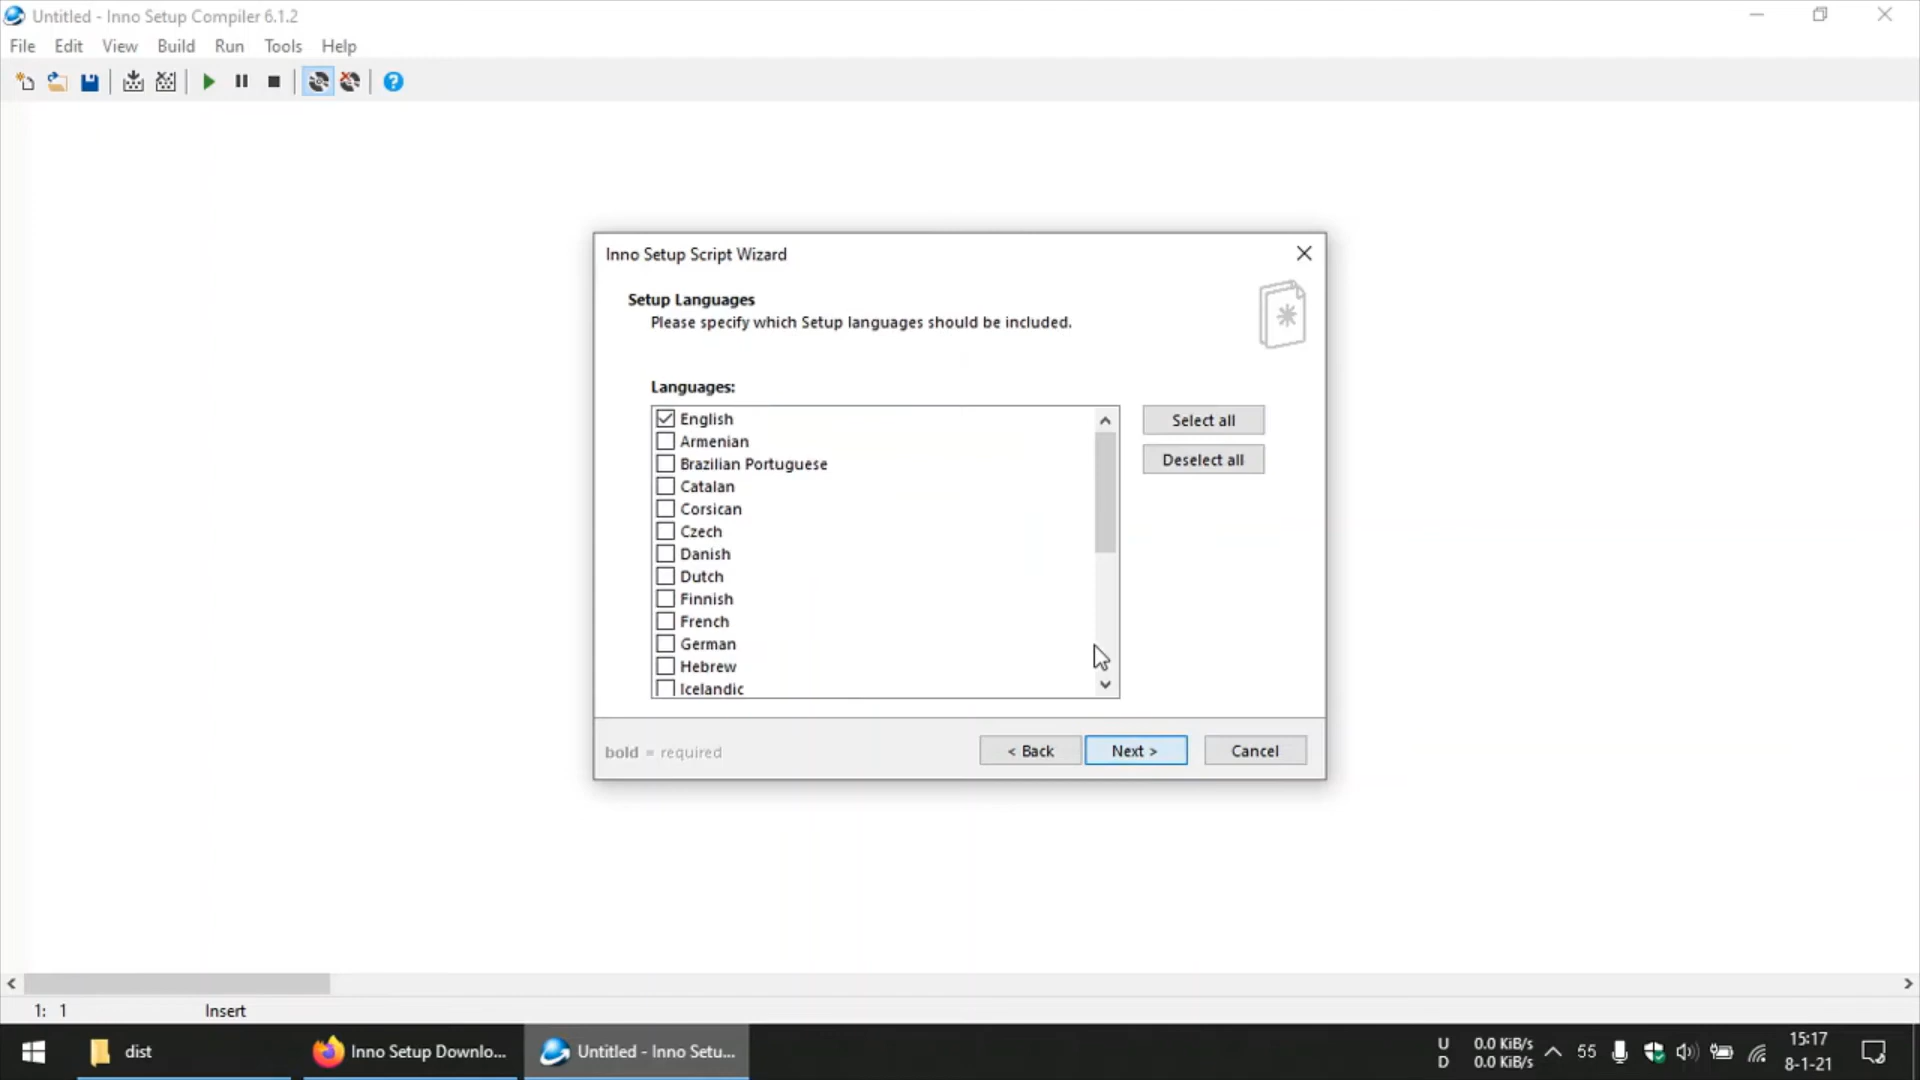 Untitled - Inno Setup Compiler 6.1.2
File Edit View Build Run Tools Help
Inno Setup Script Wizard
Setup Languages
Please specify which Setup languages should be included.
Languages:
English
Armenian
Brazilian Portuguese
Catalan
Corsican
Czech
Danish
Dutch
Finnish
French
German
Hebrew
Icelandic
Select all
Deselect all
bold = required
< Back
Next >
Cancel
1: 1 Insert
dist
Inno Setup Downlo...
Untitled - Inno Setu...
U 0.0 KiB/s
D 0.0 KiB/s
55
15:17
8-1-21